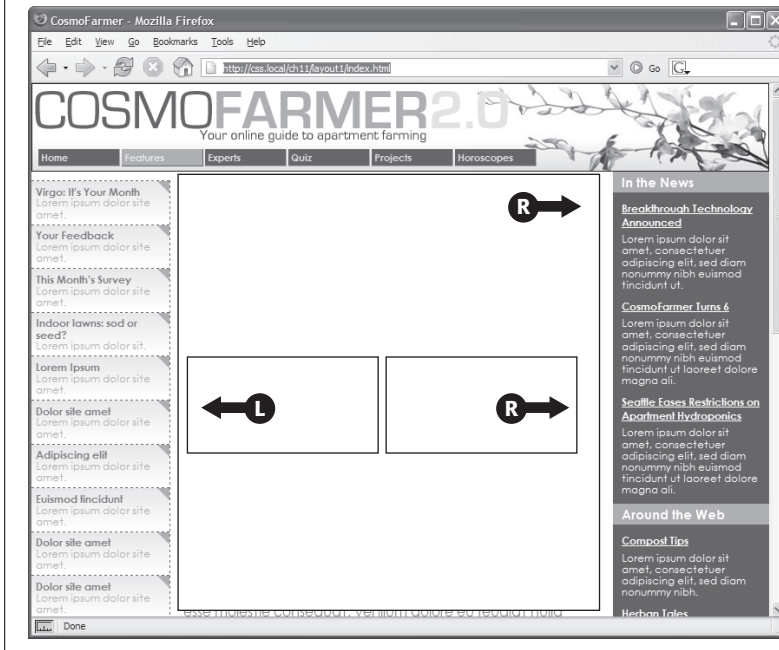 CosmoFarmer - Mozilla Firefox
File Edit View Go Bookmarks Tools Help
http://css.local/ch11/layout1/index.html
Go
G
COSMOFARMER2.0
Your online guide to apartment farming
Home Features Experts Quiz Projects Horoscopes
Virgo: It's Your Month
Lorem ipsum dolor site
amet.
Your Feedback
Lorem ipsum dolor site
amet.
This Month's Survey
Lorem ipsum dolor site
amet.
Indoor lawns: sod or
seed?
Lorem ipsum dolor sit.
Lorem Ipsum
Lorem ipsum dolor site
amet.
Dolor site amet
Lorem ipsum dolor site
amet.
Adipiscing elit
Lorem ipsum dolor site
amet.
Euismod tincidunt
Lorem ipsum dolor site
amet.
Dolor site amet
Lorem ipsum dolor site
amet.
Dolor site amet
Lorem ipsum dolor site
amet.
R
L
R
esse molestie consequat, vel illum dolore eu feugiat nulla
In the News
Breakthrough Technology
Announced
Lorem ipsum dolor sit
amet, consectetuer
adipiscing elit, sed diam
nonummy nibh euismod
tincidunt ut.
CosmoFarmer Turns 6
Lorem ipsum dolor sit
amet, consectetuer
adipiscing elit, sed diam
nonummy nibh euismod
tincidunt ut laoreet dolore
magna ali.
Seattle Eases Restrictions on
Apartment Hydroponics
Lorem ipsum dolor sit
amet, consectetuer
adipiscing elit, sed diam
nonummy nibh euismod
tincidunt ut laoreet dolore
magna ali.
Around the Web
Compost Tips
Lorem ipsum dolor sit
amet, consectetuer
adipiscing elit, sed diam
nonummy nibh.
Herban Tales
Done